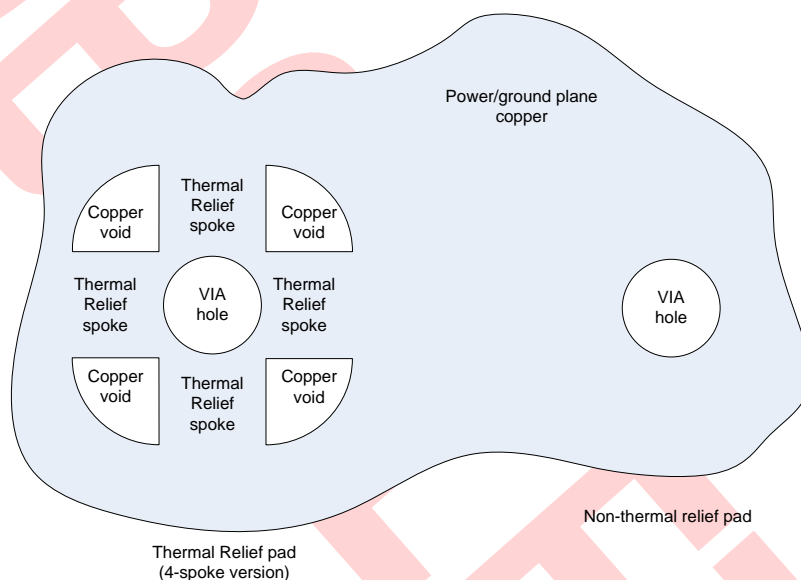 Power/ground plane
copper
Thermal
Relief
spoke
Copper
void
Copper
void
Thermal
Relief
spoke
VIA
hole
Thermal
Relief
spoke
VIA
hole
Copper
void
Thermal
Relief
spoke
Copper
void
Non-thermal relief pad
Thermal Relief pad
(4-spoke version)